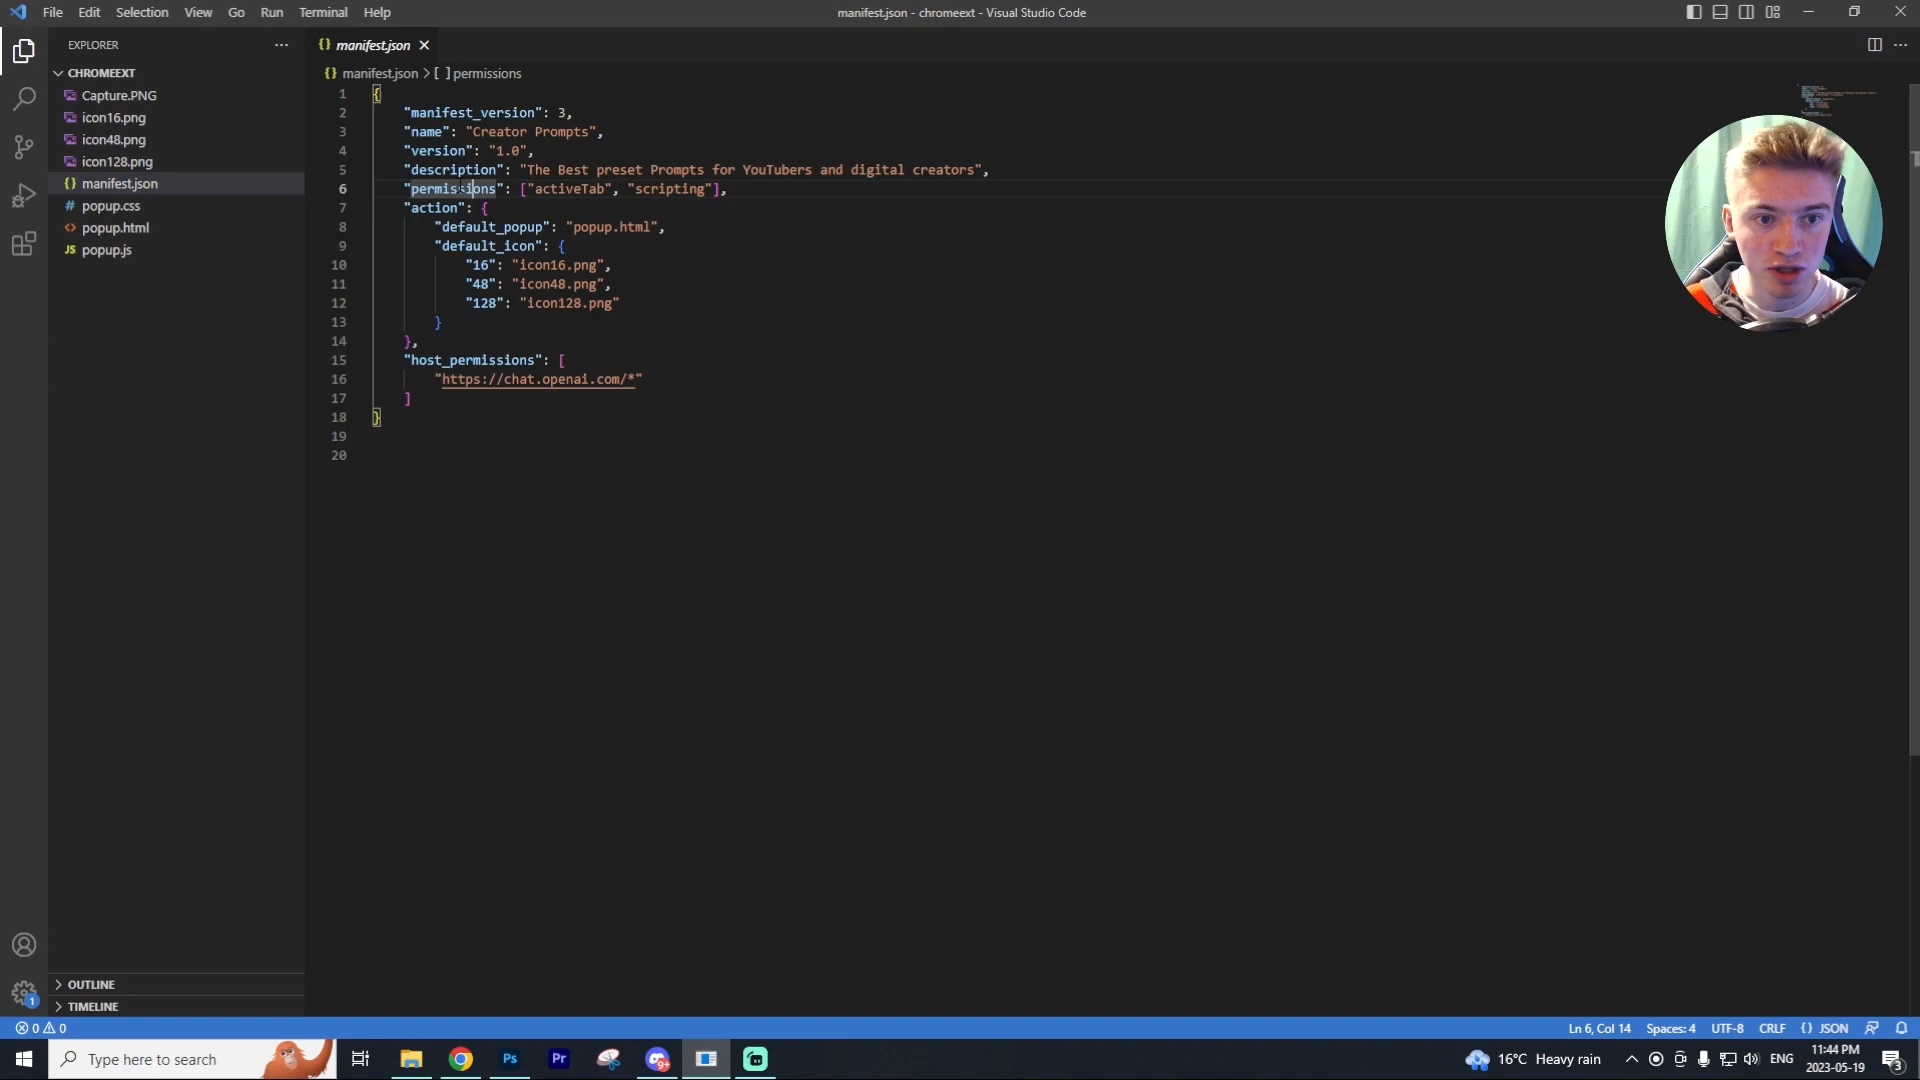 File Edit Selection View Go Run Terminal Help
manifest.json - chromeext - Visual Studio Code
EXPLORER
CHROMEEXT
Capture.PNG
icon16.png
icon48.png
icon128.png
manifest.json
popup.css
popup.html
JS popup.js
OUTLINE
TIMELINE
{} manifest.json
{} manifest.json > [ ] permissions
1 {
2 "manifest_version": 3,
3 "name": "Creator Prompts",
4 "version": "1.0",
5 "description": "The Best preset Prompts for YouTubers and digital creators",
6 "permissions": ["activeTab", "scripting"],
7 "action": {
8 "default_popup": "popup.html",
9 "default_icon": {
10 "16": "icon16.png",
11 "48": "icon48.png",
12 "128": "icon128.png"
13 }
14 },
15 "host_permissions": [
16 "https://chat.openai.com/*"
17 ]
18 }
19
20
1
0 0
Ln 6, Col 14 Spaces: 4 UTF-8 CRLF {} JSON
Type here to search
Ps Pr 9+
16°C Heavy rain
ENG
11:44 PM
2023-05-19
3